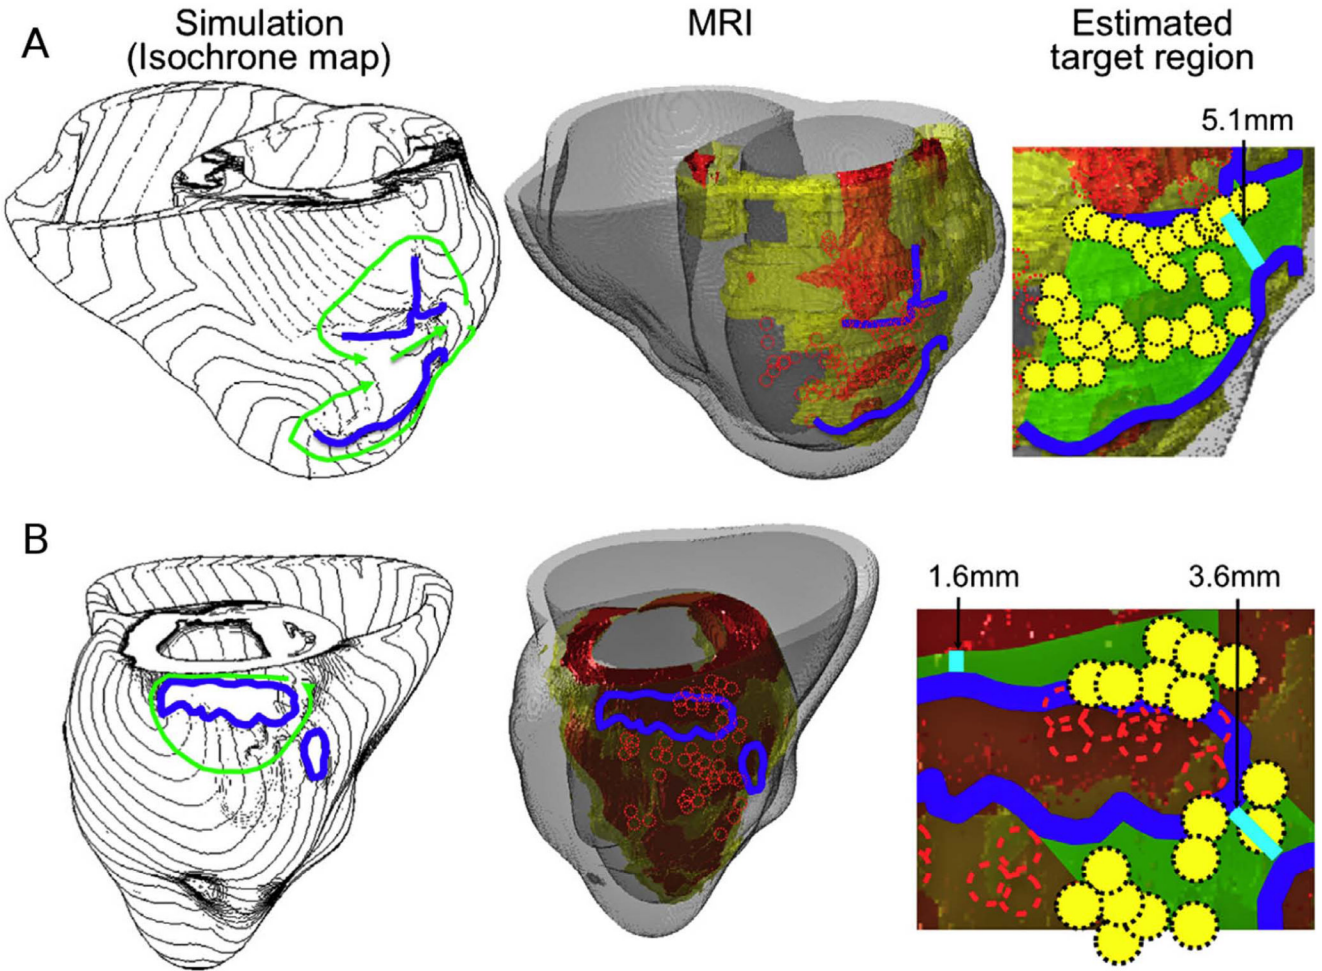 A
Simulation
(Isochrone map)
MRI
Estimated
target region
5.1mm
B
1.6mm
3.6mm